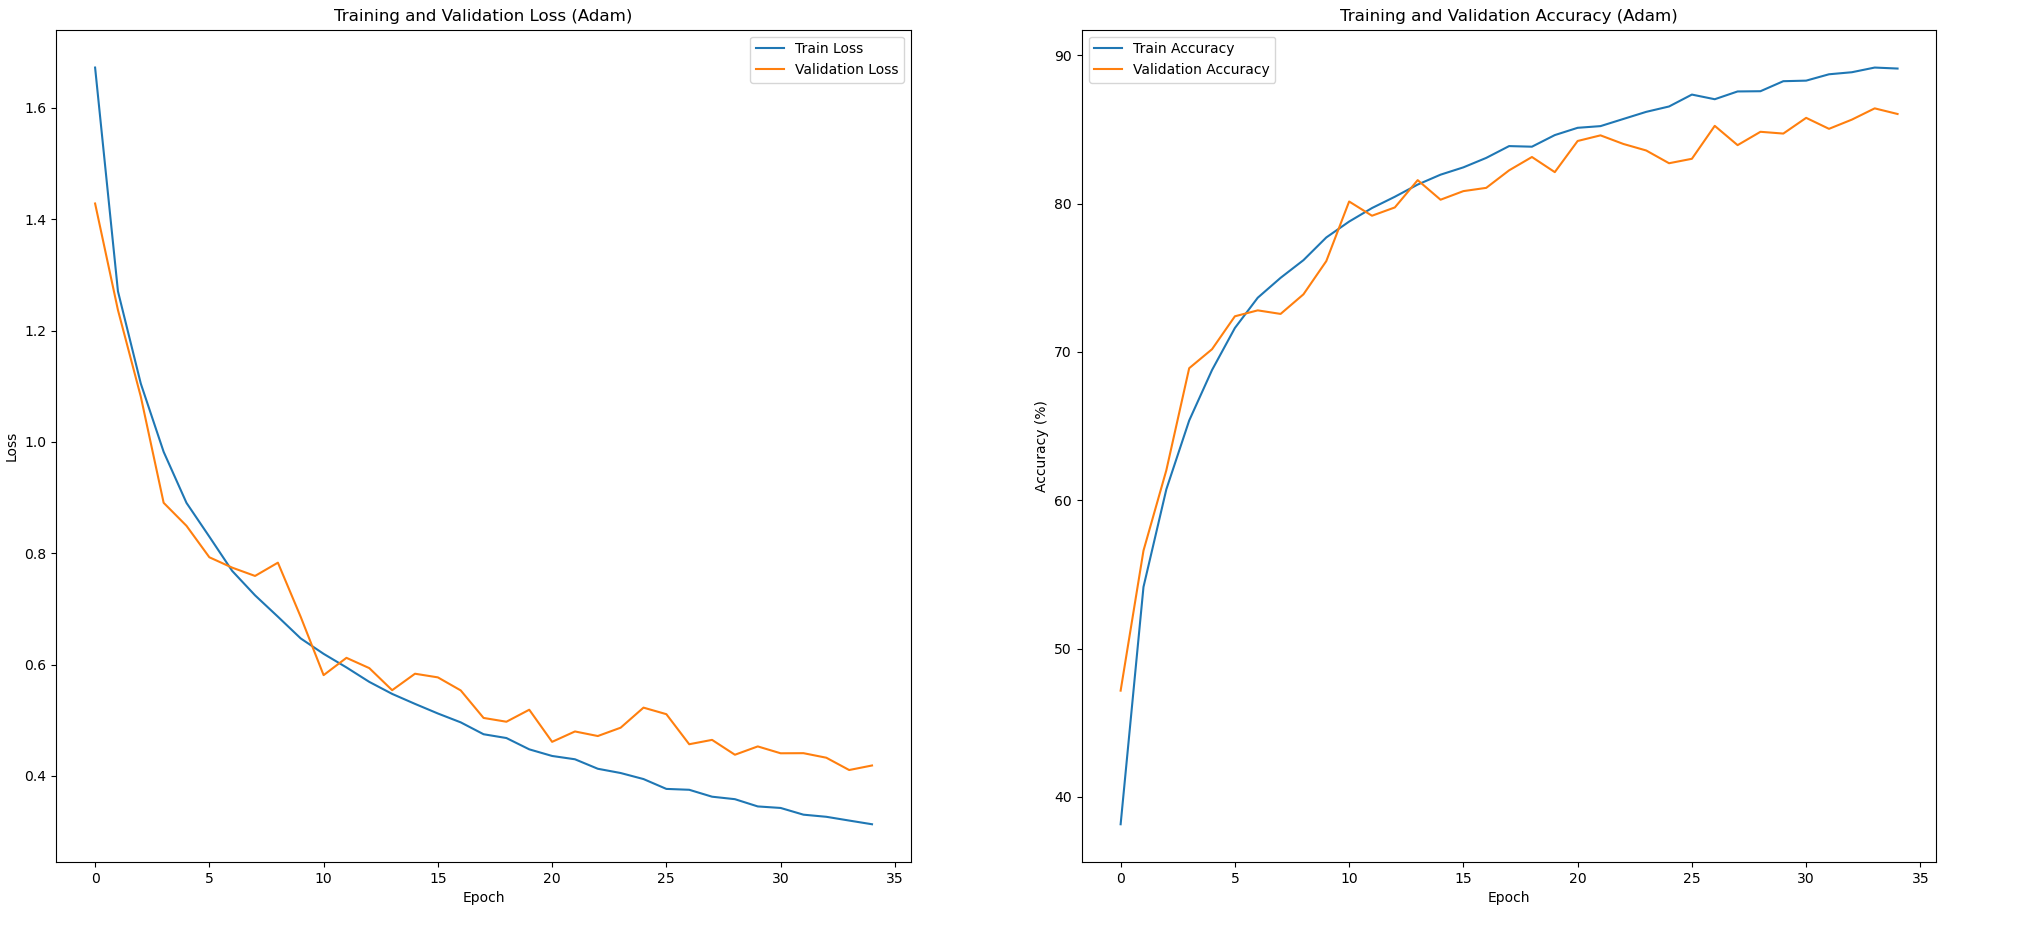 Training and Validation Loss (Adam)
Train Loss
Validation Loss
1.6
1.4
1.2
1.0
0.8
0.6
0.4
Loss
0 5 10 15 20 25 30 35
Epoch
Training and Validation Accuracy (Adam)
Train Accuracy
Validation Accuracy
90
80
70
60
50
40
Accuracy (%)
0 5 10 15 20 25 30 35
Epoch